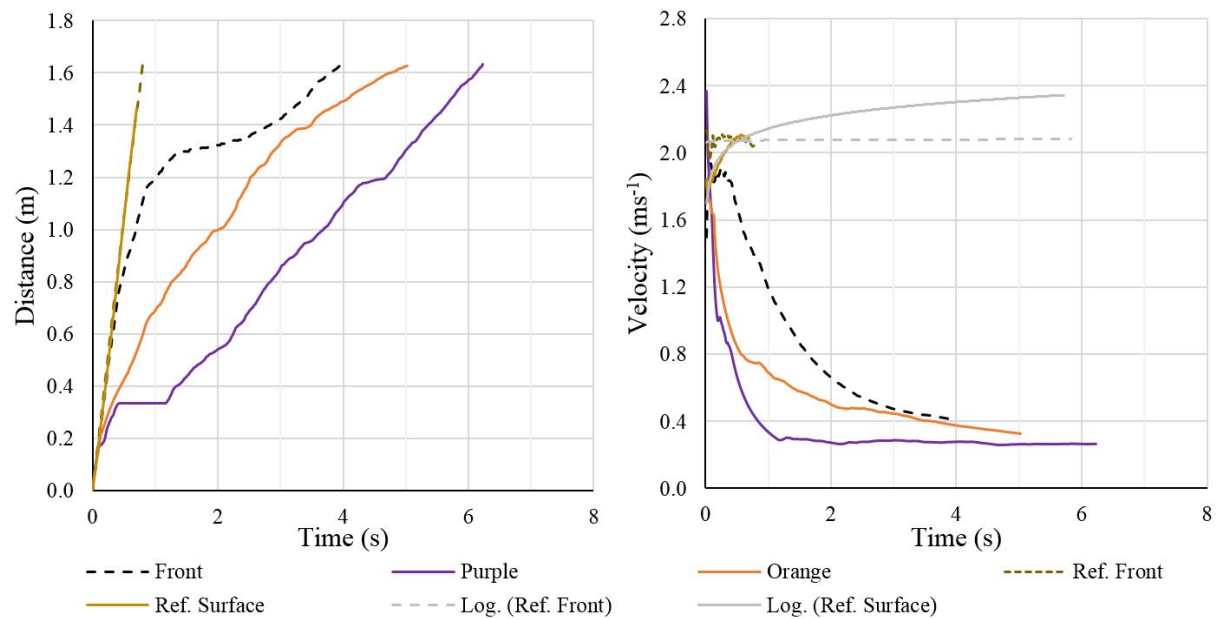 Distance (m)
1.8
1.6
1.4
1.2
1.0
0.8
0.6
0.4
0.2
0.0
0 2 4 6 8
Time (s)
Velocity (ms-1)
2.8
2.4
2.0
1.6
1.2
0.8
0.4
0.0
0 2 4 6 8
Time (s)
Front Purple Orange Ref. Front
Ref. Surface Log. (Ref. Front) Log. (Ref. Surface)